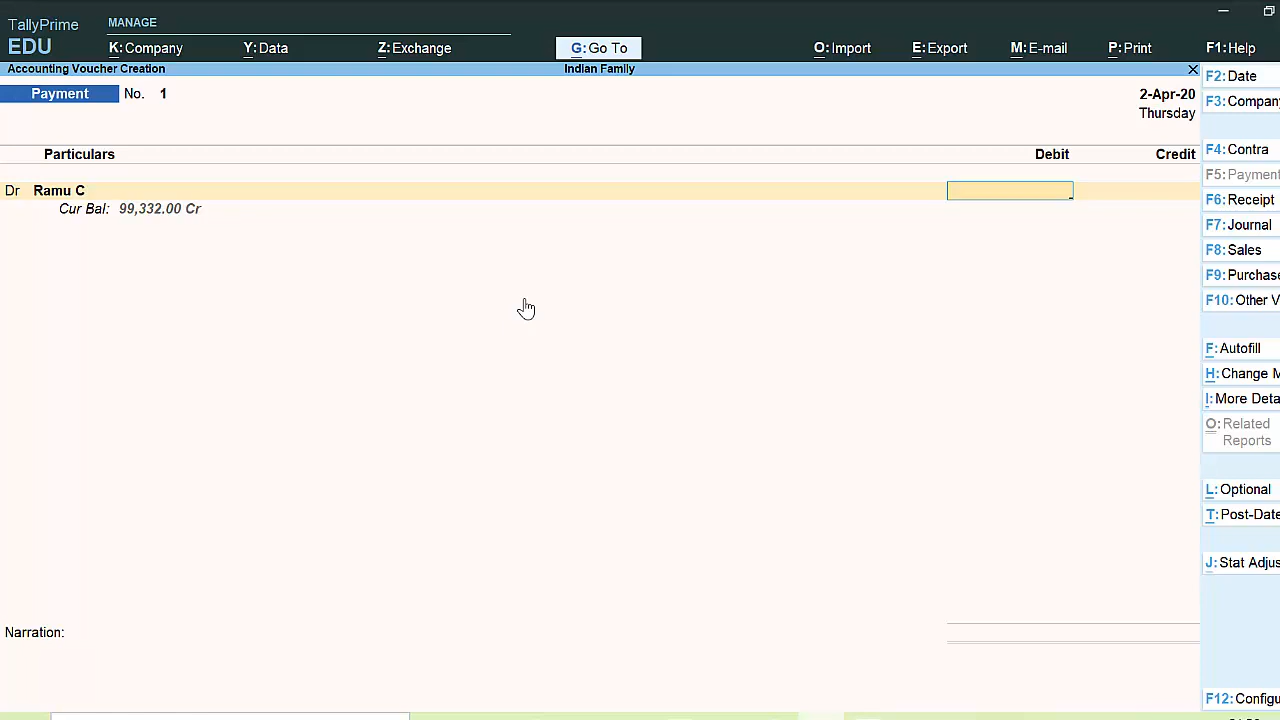 TallyPrime MANAGE
EDU K:Company Y:Data Z:Exchange G:Go To O:Import E:Export M:E-mail P:Print F1:Help
Accounting Voucher Creation Indian Family
Payment No. 1 2-Apr-20
Thursday
Particulars Debit Credit
Dr Ramu C
Cur Bal: 99,332.00 Cr
Narration:
F2:Date
F3:Company
F4:Contra
F5:Payment
F6:Receipt
F7:Journal
F8:Sales
F9:Purchase
F10:Other V
F:Autofill
H:Change M
I:More Deta
O:Related
Reports
L:Optional
T:Post-Date
J:Stat Adjus
F12:Configu